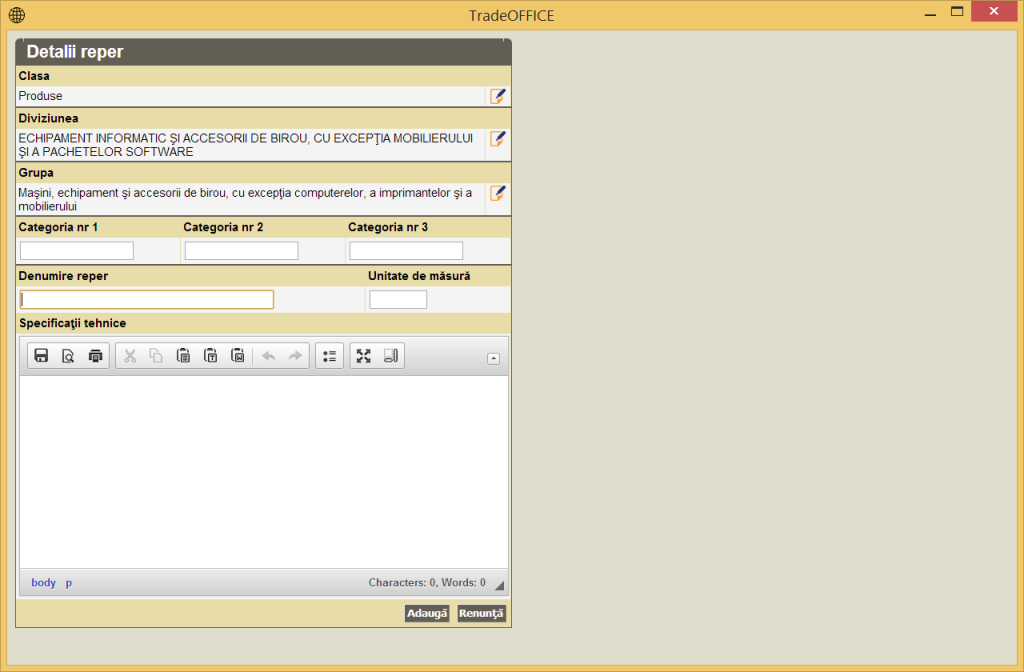 TradeOFFICE
Detalii reper
Clasa
Produse
Diviziunea
ECHIPAMENT INFORMATIC ŞI ACCESORII DE BIROU, CU EXCEPŢIA MOBILIERULUI
ŞI A PACHETELOR SOFTWARE
Grupa
Maşini, echipament şi accesorii de birou, cu excepţia computerelor, a imprimantelor şi a
mobilierului
Categoria nr 1 Categoria nr 2 Categoria nr 3
Denumire reper Unitate de măsură
Specificaţii tehnice
body p Characters: 0, Words: 0
Adaugă Renunţă